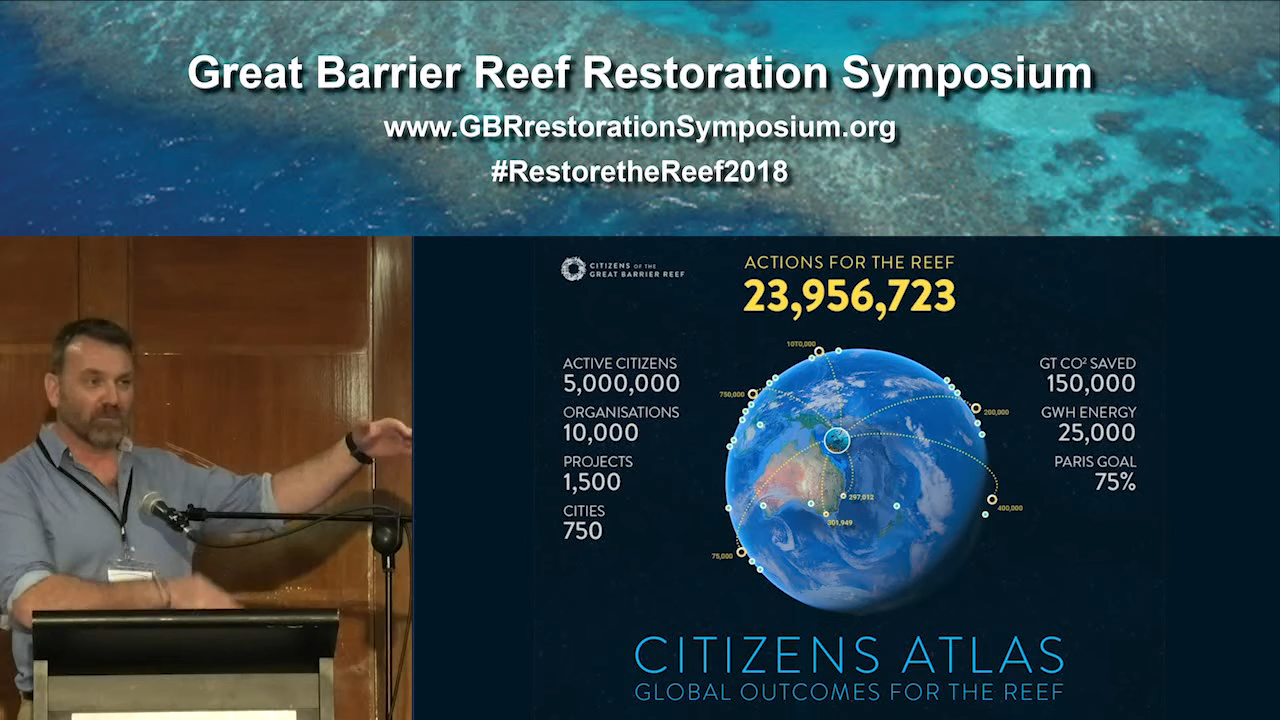 Great Barrier Reef Restoration Symposium
www.GBRrestorationSymposium.org
#RestoretheReef2018
CITIZENS OF THE
GREAT BARRIER REEF
ACTIONS FOR THE REEF
23,956,723
ACTIVE CITIZENS
5,000,000
ORGANISATIONS
10,000
PROJECTS
1,500
CITIES
750
1070,000
750,000
200,000
297,012
301,949
400,000
75,000
GT CO² SAVED
150,000
GWH ENERGY
25,000
PARIS GOAL
75%
CITIZENS ATLAS
GLOBAL OUTCOMES FOR THE REEF